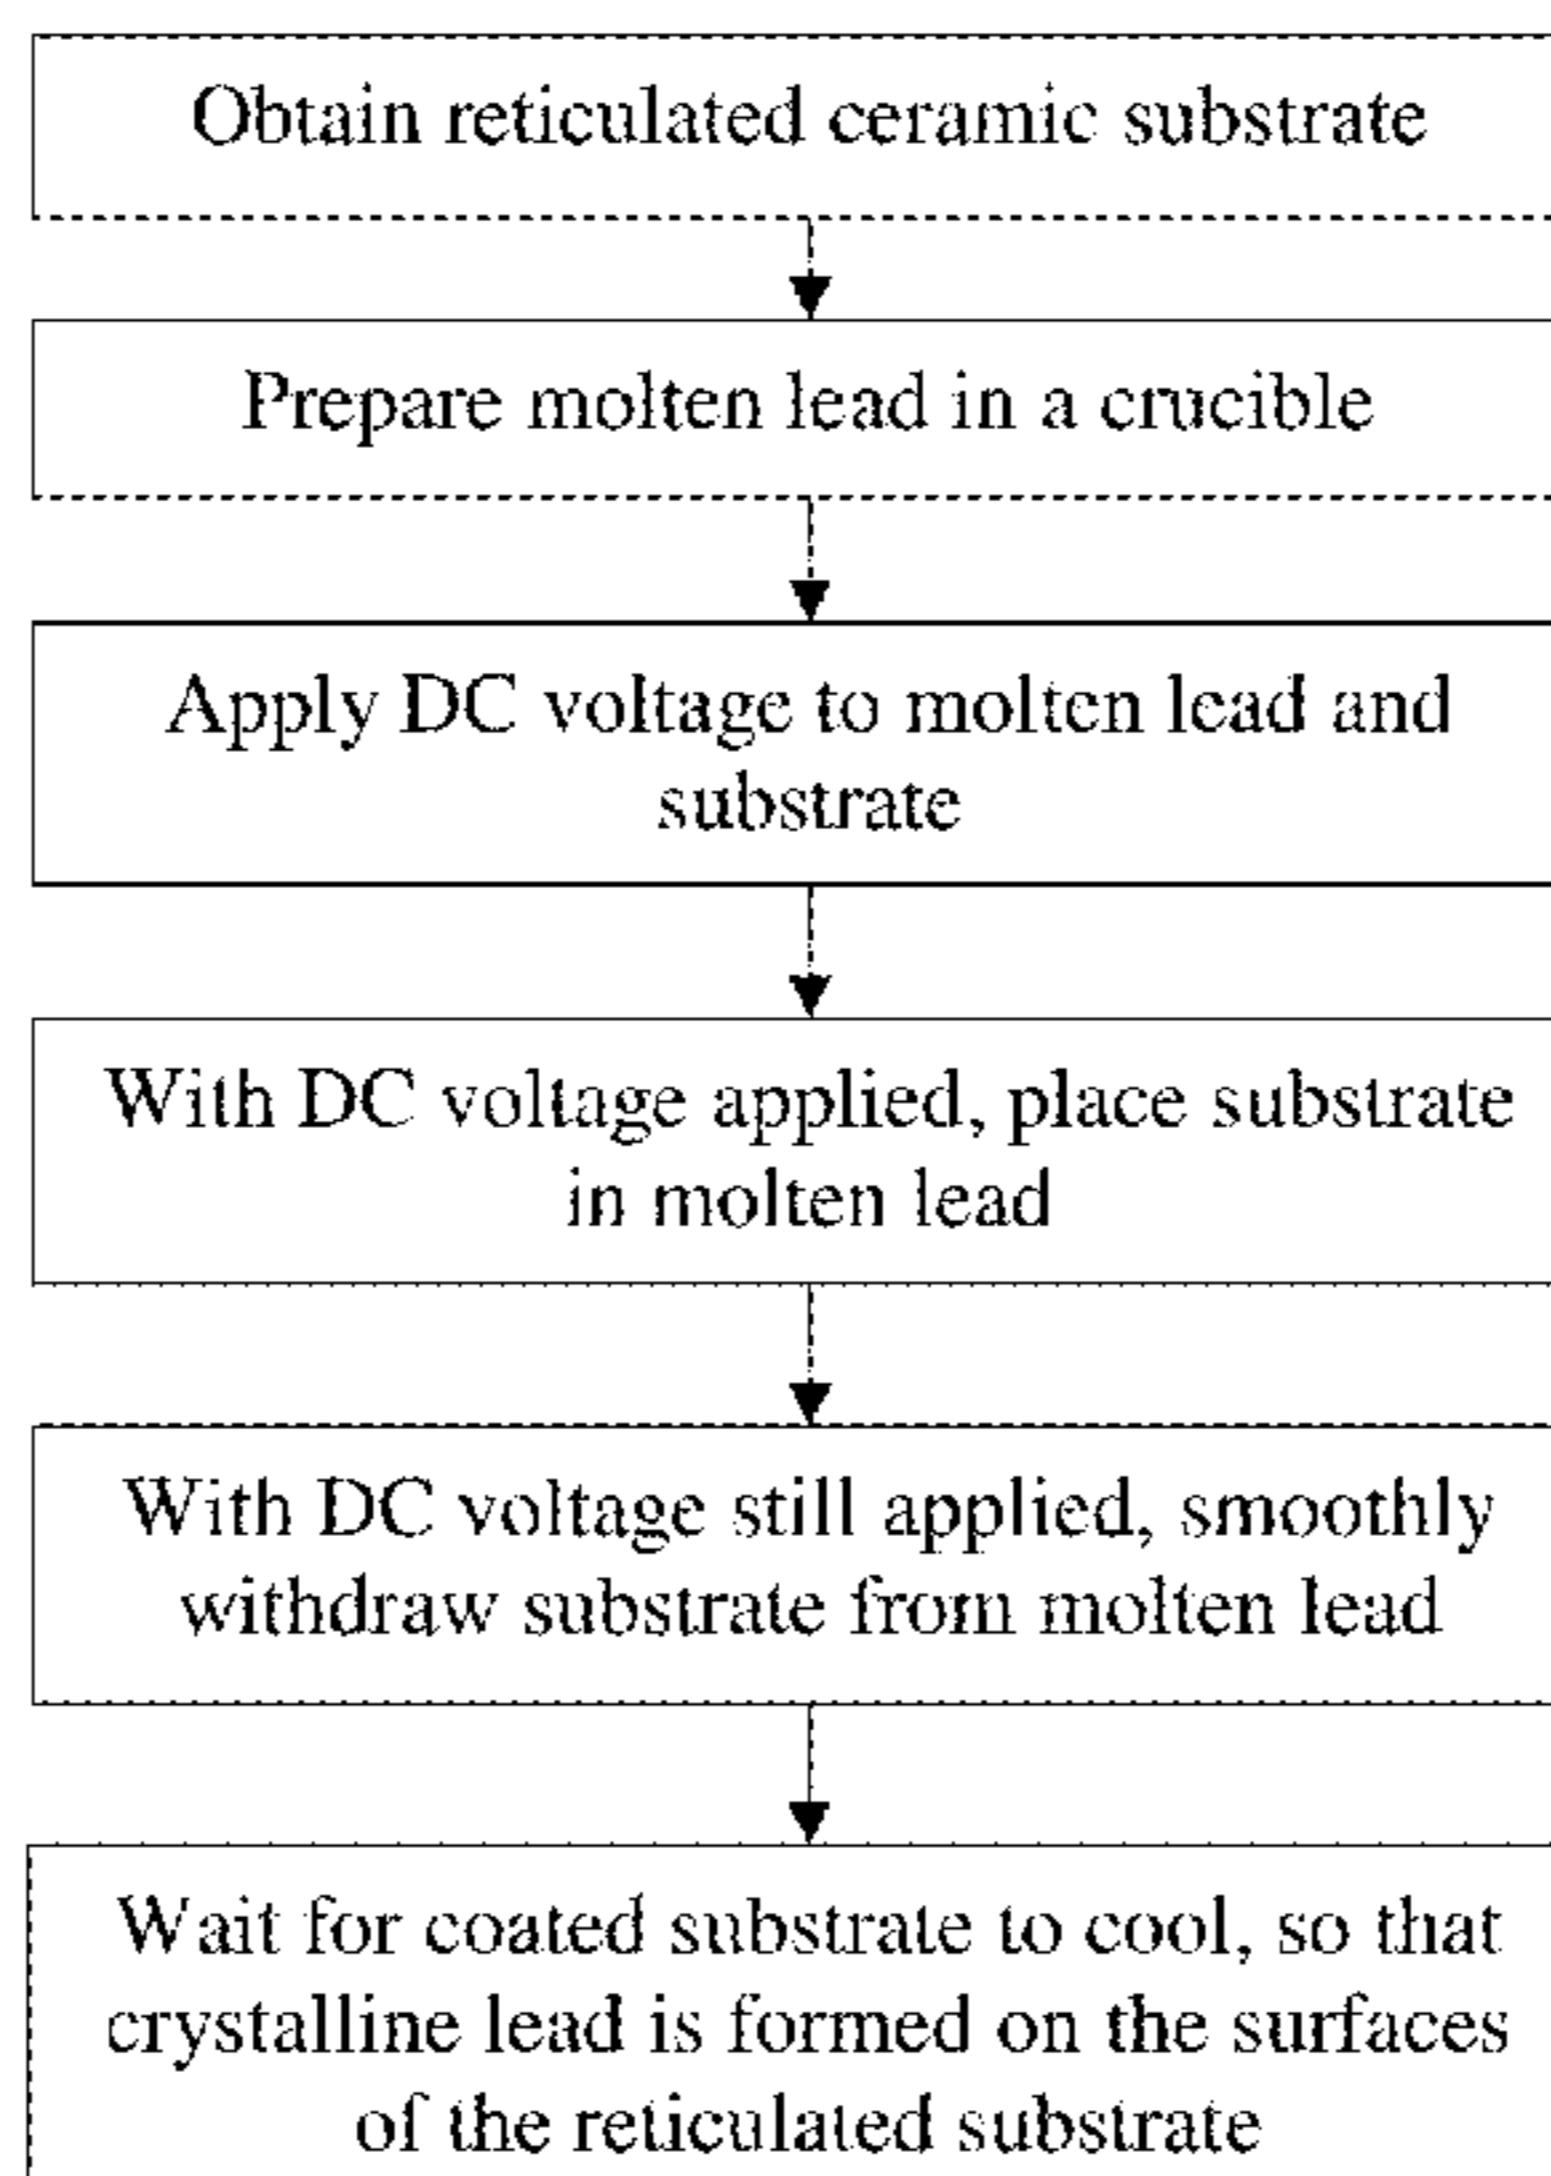 Obtain reticulated ceramic substrate
Prepare molten lead in a crucible
Apply DC voltage to molten lead and
substrate
With DC voltage applied, place substrate
in molten lead
With DC voltage still applied, smoothly
withdraw substrate from molten lead
Wait for coated substrate to cool, so that
crystalline lead is formed on the surfaces
of the reticulated substrate